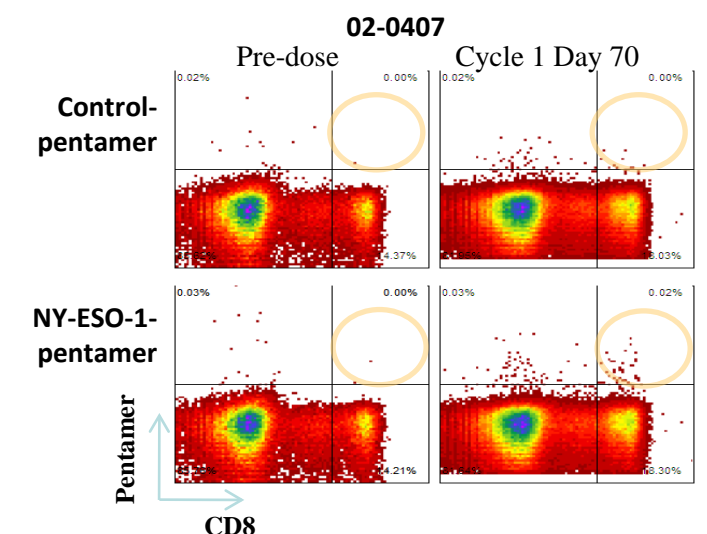 02-0407
Pre-dose Cycle 1 Day 70
Control-
pentamer
0.02% 0.00% 0.02% 0.00%
4.37% 8.03%
NY-ESO-1-
pentamer
0.03% 0.00% 0.03% 0.02%
4.21% 8.30%
Pentamer
CD8